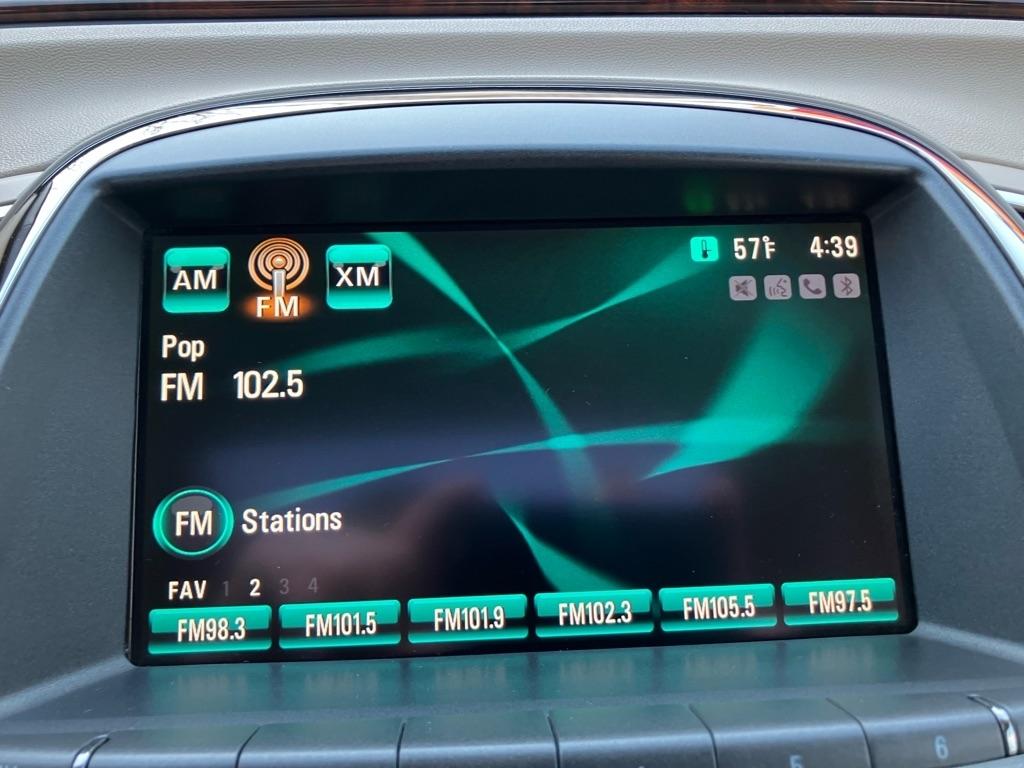 AM FM XM 57°F 4:39
Pop
FM 102.5
FM Stations
FAV 1 2 3 4
FM98.3 FM101.5 FM101.9 FM102.3 FM105.5 FM97.5
5 6